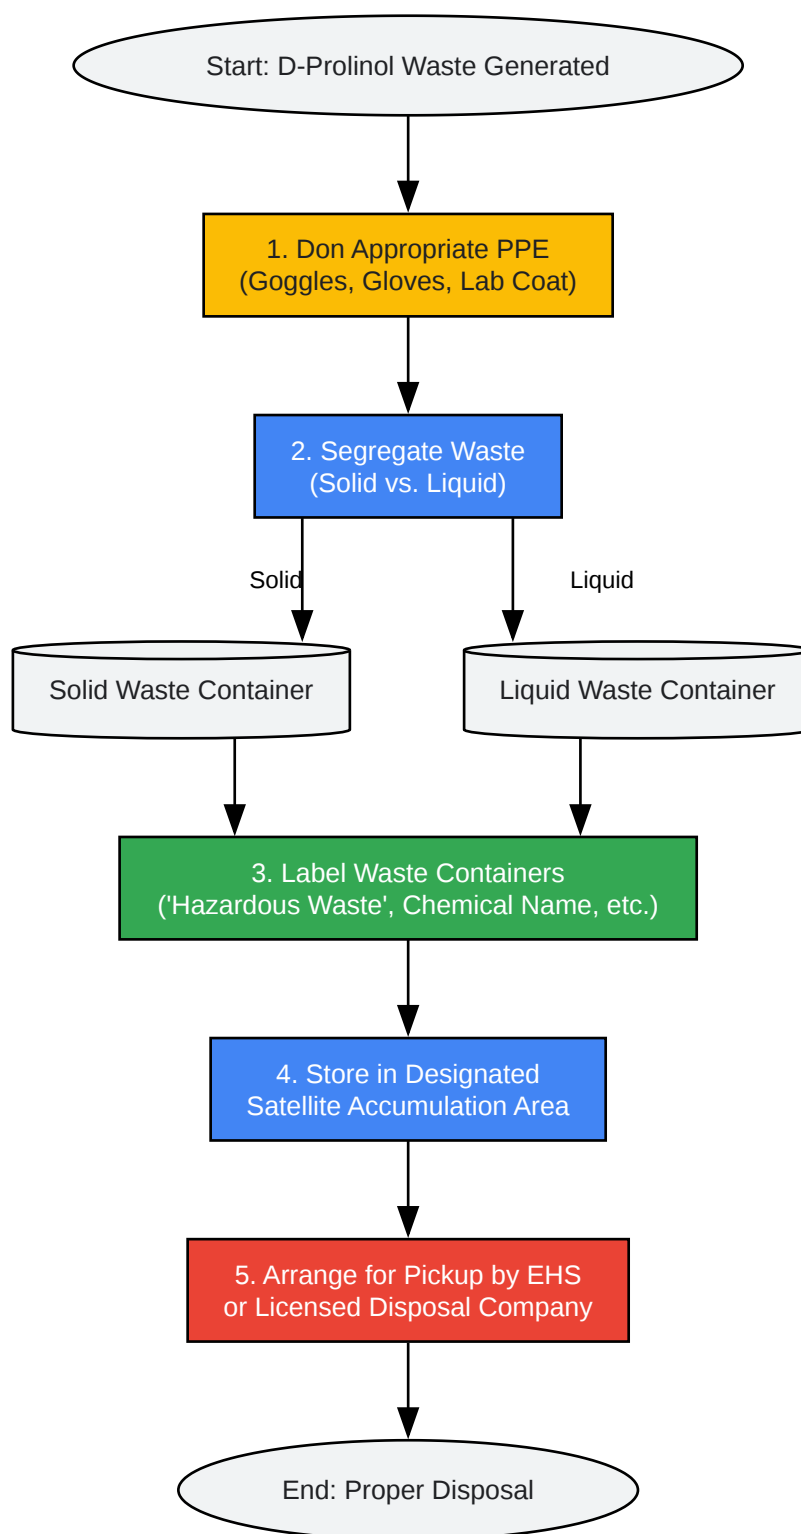 Start: D-Prolinol Waste Generated
1. Don Appropriate PPE
(Goggles, Gloves, Lab Coat)
2. Segregate Waste
(Solid vs. Liquid)
Solid
Liquid
Solid Waste Container
Liquid Waste Container
3. Label Waste Containers
('Hazardous Waste', Chemical Name, etc.)
4. Store in Designated
Satellite Accumulation Area
5. Arrange for Pickup by EHS
or Licensed Disposal Company
End: Proper Disposal